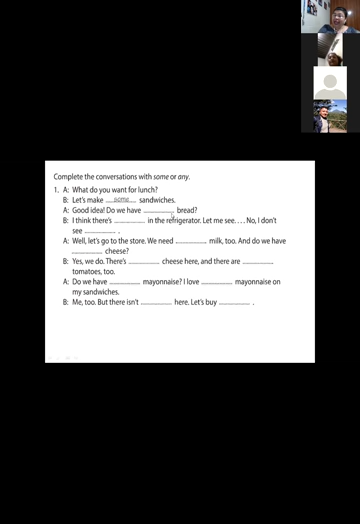 Complete the conversations with some or any.
1. A: What do you want for lunch?
B: Let's make ......some.... sandwiches.
A: Good idea! Do we have .................... bread?
B: I think there's .................... in the refrigerator. Let me see. . . . No, I don't
see .................... .
A: Well, let's go to the store. We need .................... milk, too. And do we have
.................... cheese?
B: Yes, we do. There's .................... cheese here, and there are ....................
tomatoes, too.
A: Do we have .................... mayonnaise? I love .................... mayonnaise on
my sandwiches.
B: Me, too. But there isn't .................... here. Let's buy .................... .